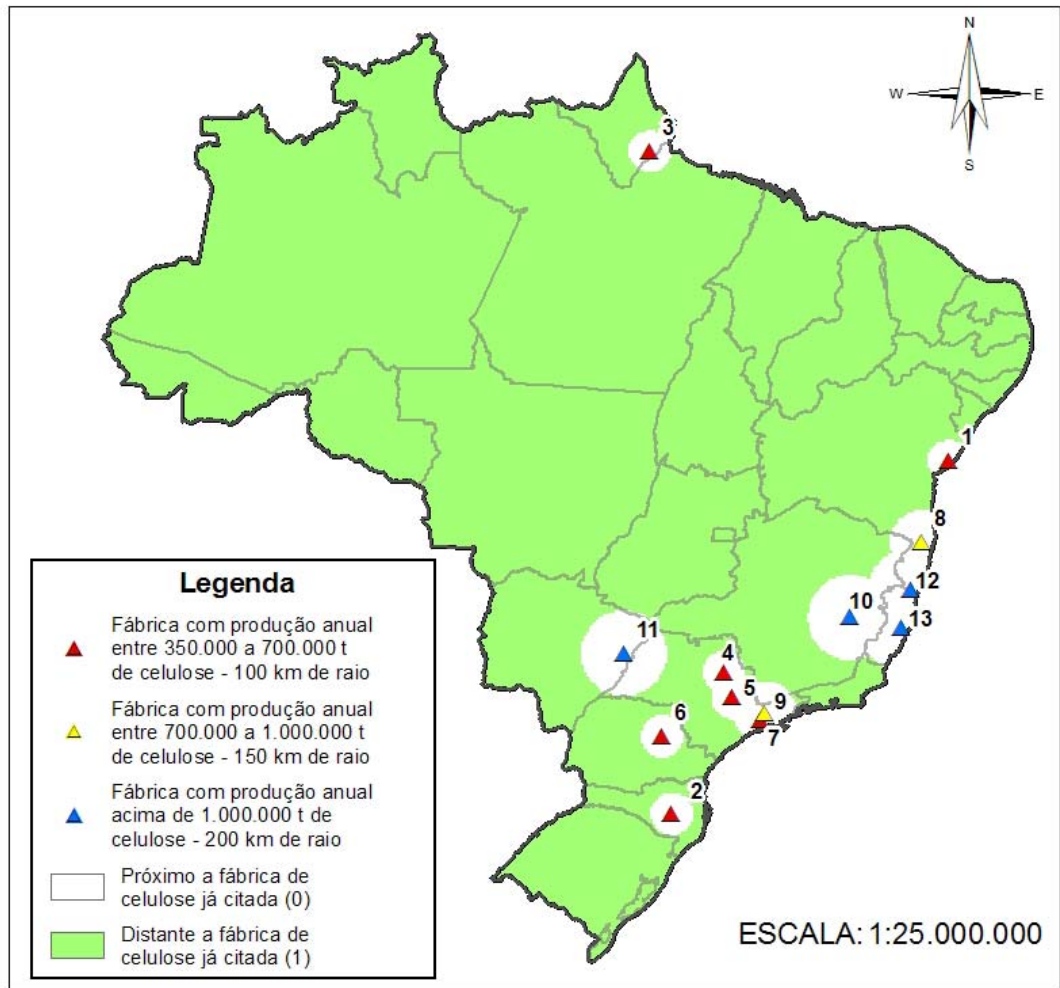 N
W E
S
3
1
8
12
10
13
11
4
5
9
7
6
2
Legenda
Fábrica com produção anual
entre 350.000 a 700.000 t
de celulose - 100 km de raio
Fábrica com produção anual
entre 700.000 a 1.000.000 t
de celulose - 150 km de raio
Fábrica com produção anual
acima de 1.000.000 t de
celulose - 200 km de raio
Próximo a fábrica de
celulose já citada (0)
Distante a fábrica de
celulose já citada (1)
ESCALA: 1:25.000.000